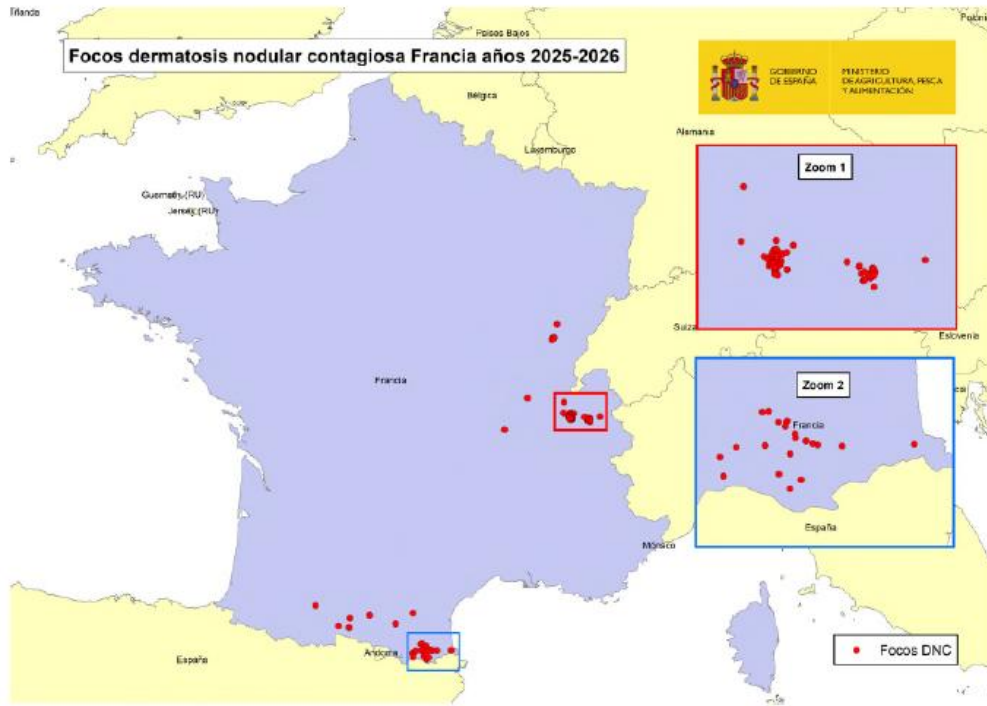 Irlanda
Países Bajos
Polonia
Focos dermatosis nodular contagiosa Francia años 2025-2026
GOBIERNO
DE ESPAÑA
MINISTERIO
DE AGRICULTURA, PESCA
Y ALIMENTACIÓN
Bélgica
Alemania
Luxemburgo
Zoom 1
Guernsey (RU)
Jersey (RU)
Suiza
Eslovenia
Francia
Zoom 2
Francia
España
Mónaco
Andorra
España
Focos DNC